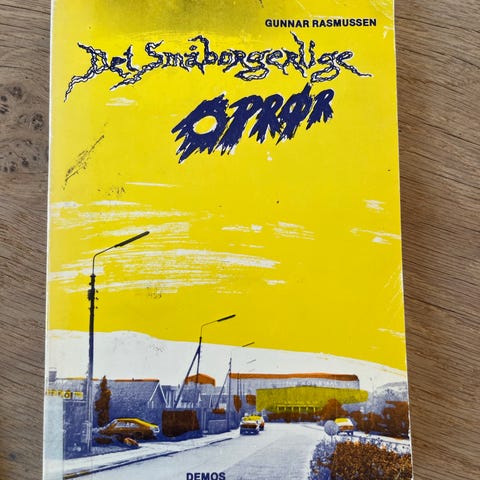 GUNNAR RASMUSSEN
Det Småborgerlige
OPRØR
DEMOS